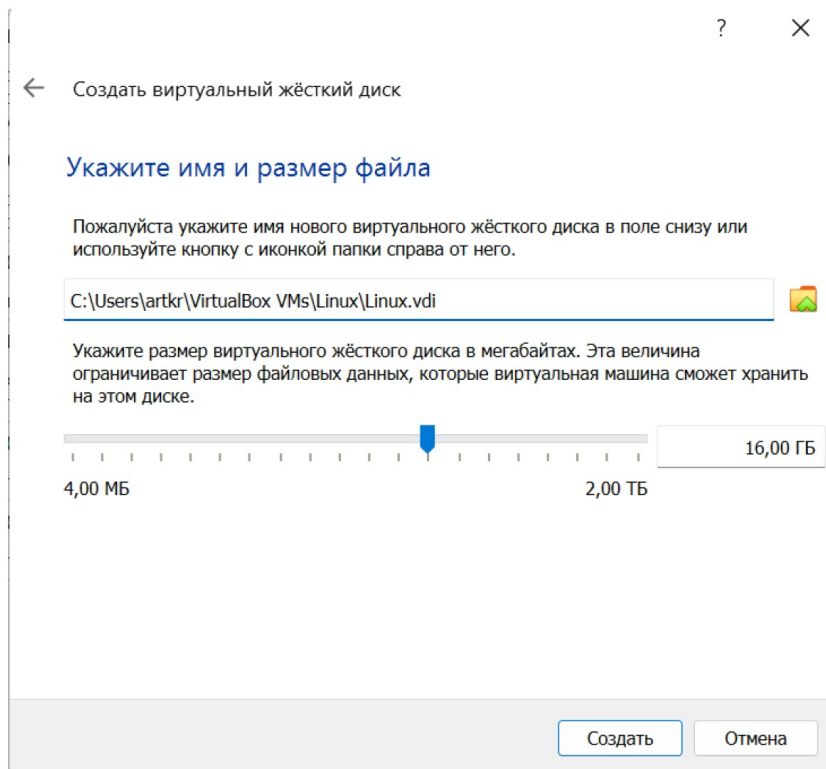 ?
Создать виртуальный жёсткий диск
Укажите имя и размер файла
Пожалуйста укажите имя нового виртуального жёсткого диска в поле снизу или
используйте кнопку с иконкой папки справа от него.
C:\Users\artkr\VirtualBox VMs\Linux\Linux.vdi
Укажите размер виртуального жёсткого диска в мегабайтах. Эта величина
ограничивает размер файловых данных, которые виртуальная машина сможет хранить
на этом диске.
16,00 ГБ
4,00 МБ
2,00 ТБ
Создать
Отмена